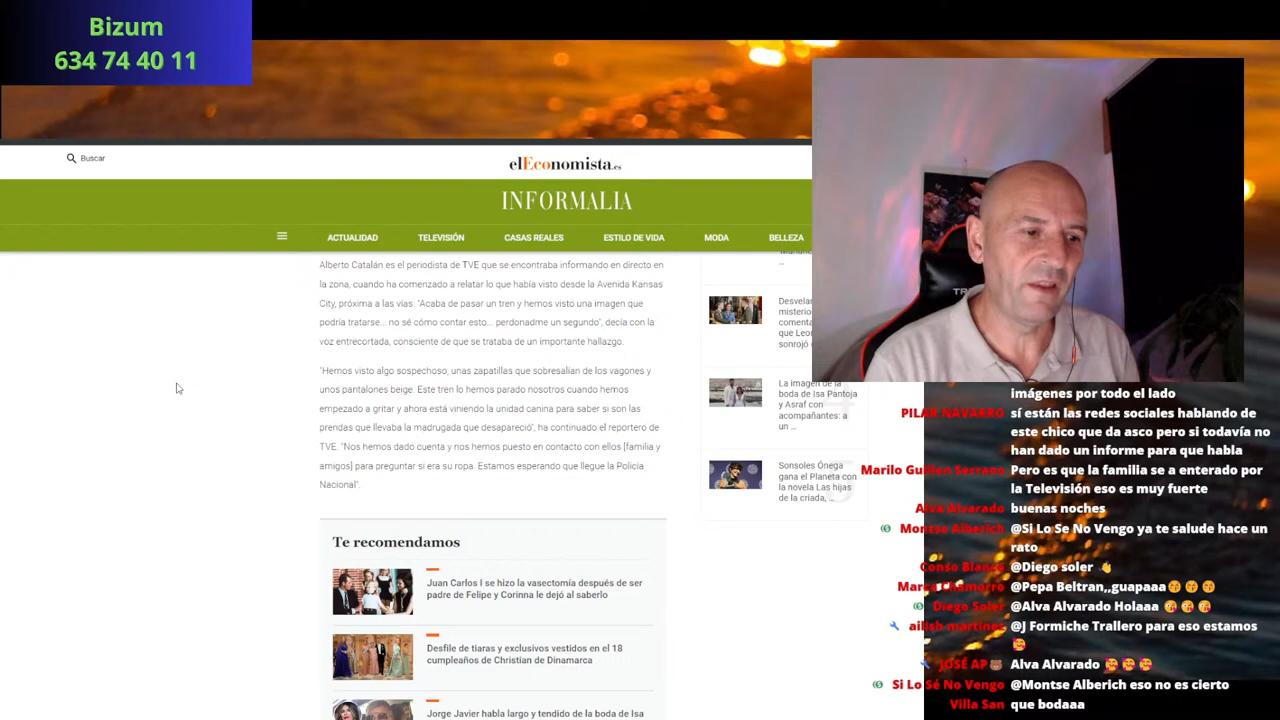 Bizum
634 74 40 11
Buscar
elEconomista.es
INFORMALIA
ACTUALIDAD
TELEVISIÓN
CASAS REALES
ESTILO DE VIDA
MODA
BELLEZA
Alberto Catalán es el periodista de TVE que se encontraba informando en directo en
la zona, cuando ha comenzado a relatar lo que había visto desde la Avenida Kansas
City, próxima a las vías. "Acaba de pasar un tren y hemos visto una imagen que
podría tratarse... no sé cómo contar esto... perdonadme un segundo", decía con la
voz entrecortada, consciente de que se trataba de un importante hallazgo.
"Hemos visto algo sospechoso, unas zapatillas que sobresalían de los vagones y
unos pantalones beige. Este tren lo hemos parado nosotros cuando hemos
empezado a gritar y ahora está viniendo la unidad canina para saber si son las
prendas que llevaba la madrugada que desapareció", ha continuado el reportero de
TVE. "Nos hemos dado cuenta y nos hemos puesto en contacto con ellos [familia y
amigos] para preguntar si era su ropa. Estamos esperando que llegue la Policía
Nacional".
Te recomendamos
Juan Carlos I se hizo la vasectomía después de ser
padre de Felipe y Corinna le dejó al saberlo
Desfile de tiaras y exclusivos vestidos en el 18
cumpleaños de Christian de Dinamarca
Jorge Javier habla largo y tendido de la boda de Isa
...
Desvelan
misterios
comenta
que Leon
sonrojó
La imagen de la
boda de Isa Pantoja
y Asraf con
acompañantes: a
un ...
Sonsoles Ónega
gana el Planeta con
la novela Las hijas
de la criada, ...
imágenes por todo el lado
PILAR NAVARRO sí están las redes sociales hablando de
este chico que da asco pero si todavía no
han dado un informe para que habla
Marilo Guillen Serrano Pero es que la familia se a enterado por
la Televisión eso es muy fuerte
Alva Alvarado buenas noches
Montse Alberich @Si Lo Se No Vengo ya te salude hace un
rato
Conso Blanco @Diego soler 👋
Marga Chamorro @Pepa Beltran,,guapaaa😚😚😚
Diego Soler @Alva Alvarado Holaaa 😘😘😘
ailish martinez @J Formiche Trallero para eso estamos
🥰
JOSÉ AP🐻 Alva Alvarado 🥰🥰🥰
Si Lo Sé No Vengo @Montse Alberich eso no es cierto
Villa San que bodaaa